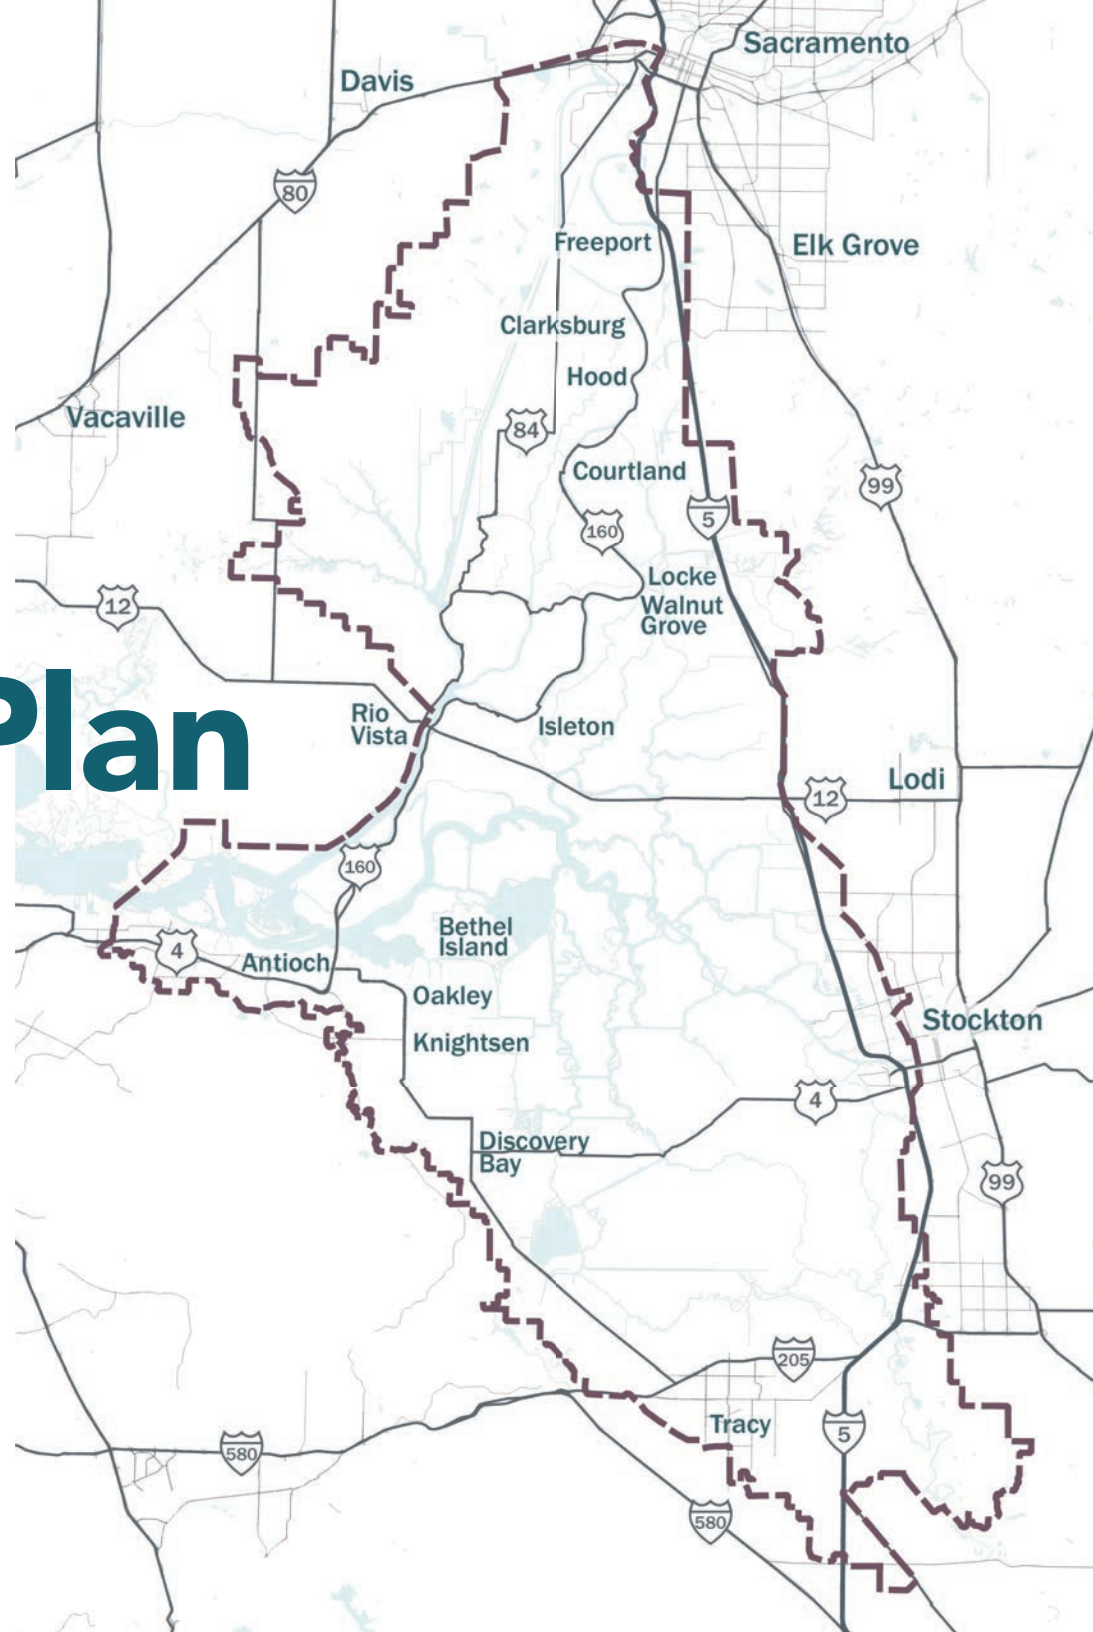 Sacramento
Davis
80
Freeport
Elk Grove
Clarksburg
Hood
Vacaville
84
Courtland
99
5
160
Locke
Walnut
Grove
12
Plan
Rio
Vista
Isleton
Lodi
12
160
Bethel
Island
4
Antioch
Oakley
Stockton
Knightsen
4
Discovery
Bay
99
205
Tracy
5
580
580